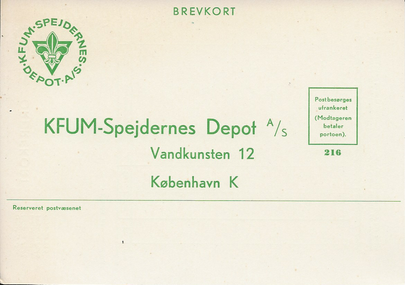 BREVKORT
KFUM-SPEJDERNES
DEPOT·A/S·
Postbesørges
ufrankeret
(Modtageren
betaler
portoen).
216
KFUM-Spejdernes Depot A/S
Vandkunsten 12
København K
Reserveret postvæsenet